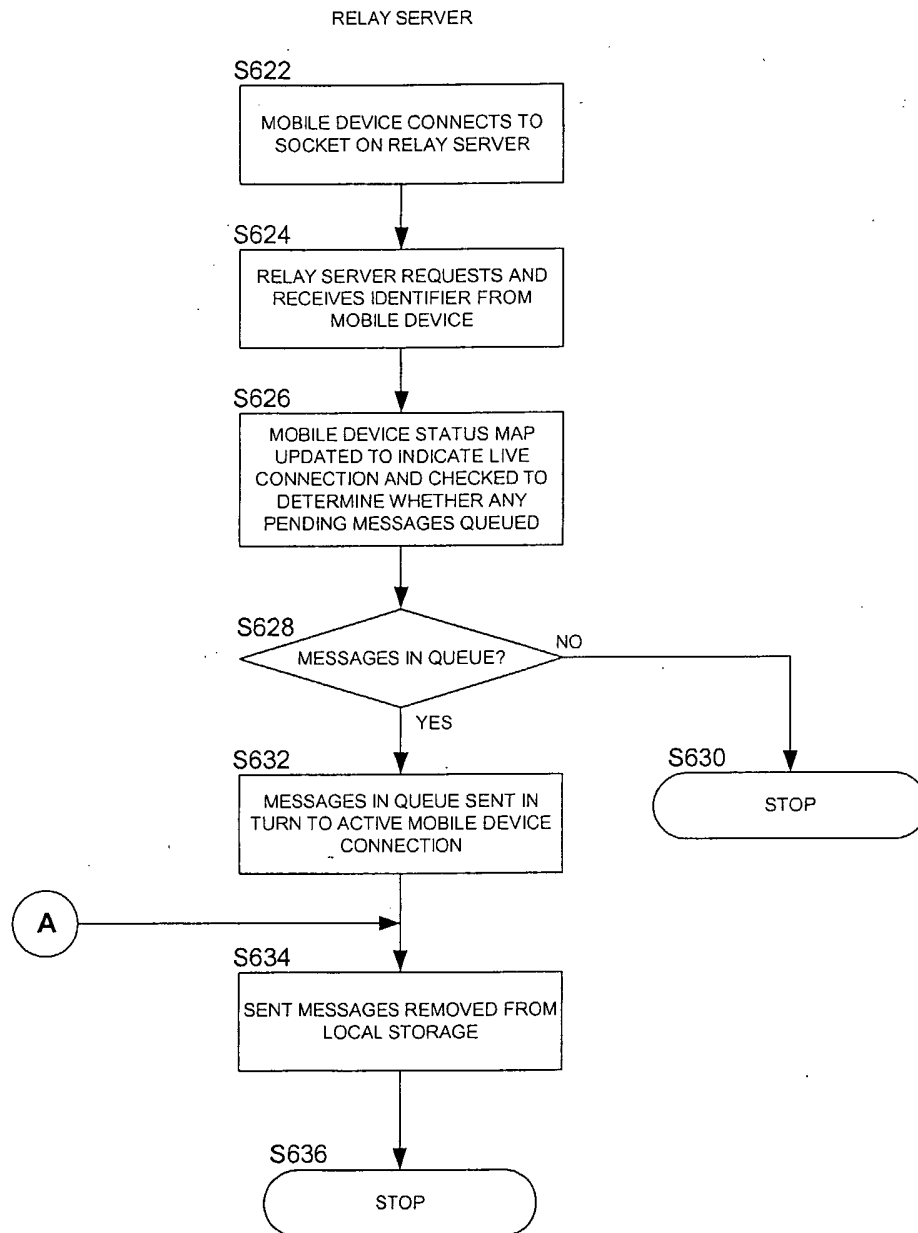 RELAY SERVER
S622
MOBILE DEVICE CONNECTS TO
SOCKET ON RELAY SERVER
S624
RELAY SERVER REQUESTS AND
RECEIVES IDENTIFIER FROM
MOBILE DEVICE
S626
MOBILE DEVICE STATUS MAP
UPDATED TO INDICATE LIVE
CONNECTION AND CHECKED TO
DETERMINE WHETHER ANY
PENDING MESSAGES QUEUED
S628
MESSAGES IN QUEUE?
NO
YES
S632
MESSAGES IN QUEUE SENT IN
TURN TO ACTIVE MOBILE DEVICE
CONNECTION
S630
STOP
A
S634
SENT MESSAGES REMOVED FROM
LOCAL STORAGE
S636
STOP